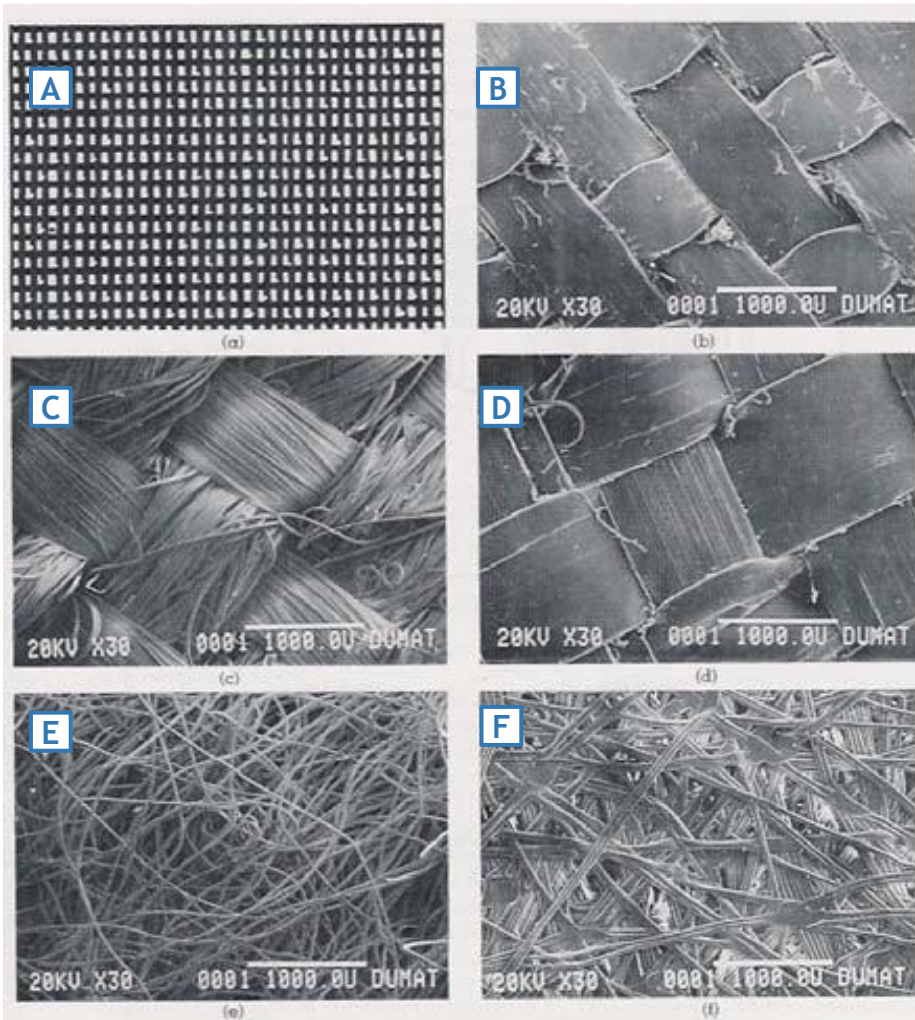 A
B
20KV X30 0001 1000.0U DUMAT
(a)
(b)
C
D
20KV X30 0001 1000.0U DUMAT
20KV X30 0001 1000.0U DUMAT
(c)
(d)
E
F
20KV X30 0001 1000.0U DUMAT
20KV X30 0001 1000.0U DUMAT
(e)
(f)